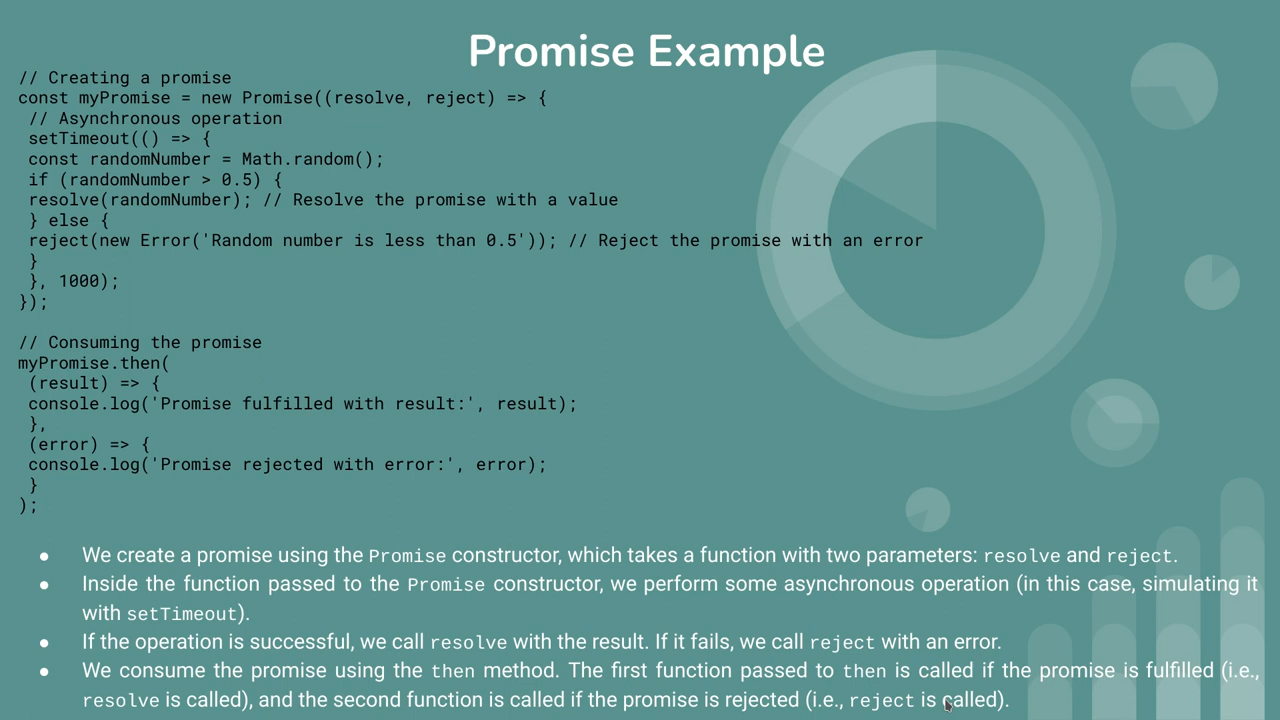 Promise Example
// Creating a promise
const myPromise = new Promise((resolve, reject) => {
 // Asynchronous operation
 setTimeout(() => {
 const randomNumber = Math.random();
 if (randomNumber > 0.5) {
 resolve(randomNumber); // Resolve the promise with a value
 } else {
 reject(new Error('Random number is less than 0.5')); // Reject the promise with an error
 }
 }, 1000);
});

// Consuming the promise
myPromise.then(
 (result) => {
 console.log('Promise fulfilled with result:', result);
 },
 (error) => {
 console.log('Promise rejected with error:', error);
 }
);

● We create a promise using the Promise constructor, which takes a function with two parameters: resolve and reject.
● Inside the function passed to the Promise constructor, we perform some asynchronous operation (in this case, simulating it
with setTimeout).
● If the operation is successful, we call resolve with the result. If it fails, we call reject with an error.
● We consume the promise using the then method. The first function passed to then is called if the promise is fulfilled (i.e.,
resolve is called), and the second function is called if the promise is rejected (i.e., reject is called).